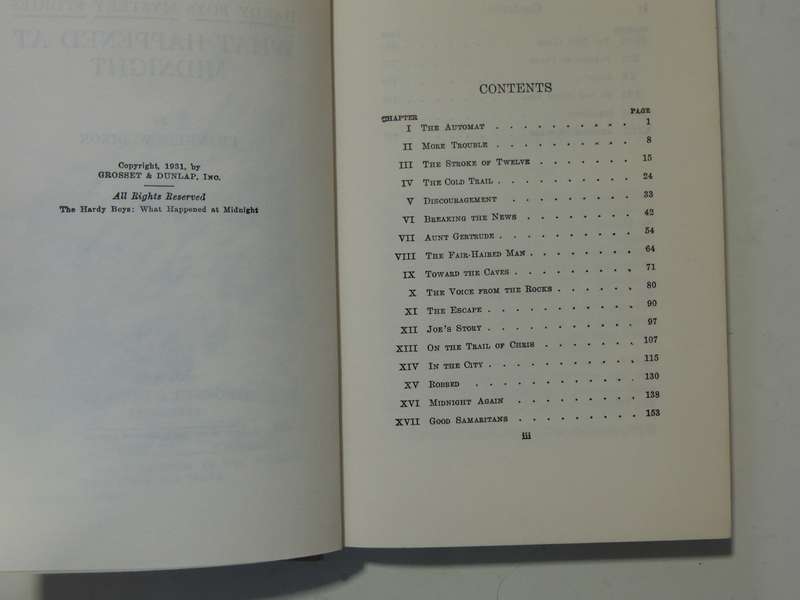 Copyright, 1931, by
GROSSET & DUNLAP, Inc.
All Rights Reserved
The Hardy Boys: What Happened at Midnight
CONTENTS
CHAPTER PAGE
I The Automat . . . . . . . . . . 1
II More Trouble . . . . . . . . . . 8
III The Stroke of Twelve . . . . . . . 15
IV The Cold Trail . . . . . . . . . . 24
V Discouragement . . . . . . . . . 33
VI Breaking the News . . . . . . . . 42
VII Aunt Gertrude . . . . . . . . . . 54
VIII The Fair-Haired Man . . . . . . . . 64
IX Toward the Caves . . . . . . . . . 71
X The Voice from the Rocks . . . . . . 80
XI The Escape . . . . . . . . . . . 90
XII Joe's Story . . . . . . . . . . . 97
XIII On the Trail of Chris . . . . . . . 107
XIV In the City . . . . . . . . . . . 115
XV Robbed . . . . . . . . . . . . 130
XVI Midnight Again . . . . . . . . . 138
XVII Good Samaritans . . . . . . . . . 153
iii